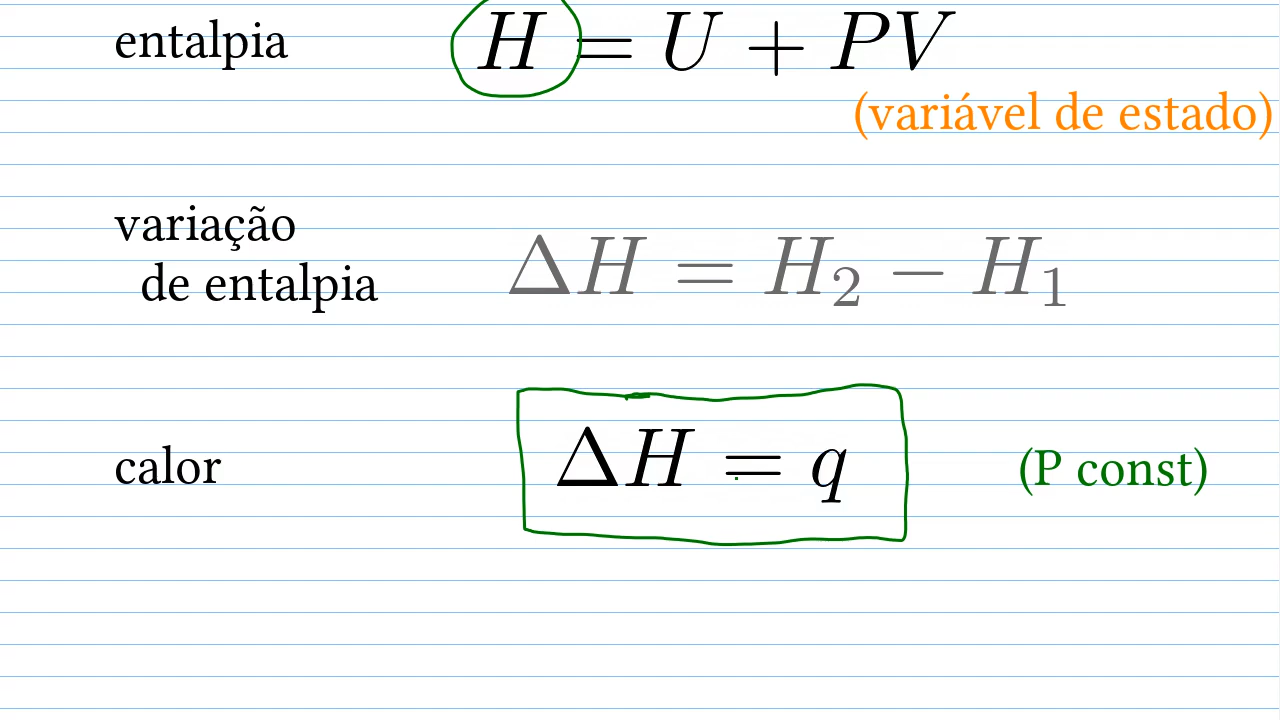 entalpia H = U + PV
(variável de estado)
variação
de entalpia ΔH = H₂ − H₁
calor ΔH = q (P const)